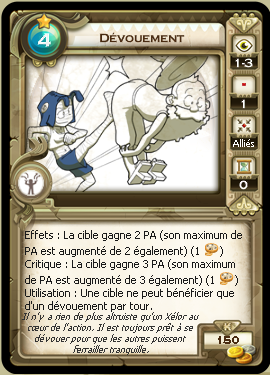 DÉVOUEMENT
4
1-3
1
Alliés
0
Effets : La cible gagne 2 PA (son maximum de
PA est augmenté de 2 également) (1 )
Critique : La cible gagne 3 PA (son maximum
de PA est augmenté de 3 également) (1 )
Utilisation : Une cible ne peut bénéficier que
d'un dévouement par tour.
Il n'y a rien de plus altruiste qu'un Xélor au
cœur de l'action. Il est toujours prêt à se
dévouer pour que les autres puissent
ferrailler tranquille.
K
150